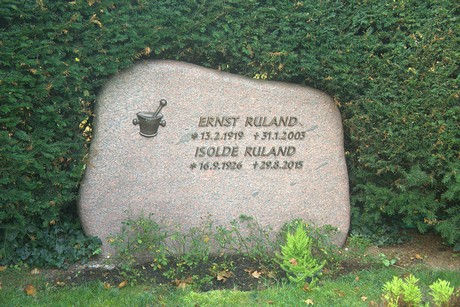 ERNST RULAND
* 13.2.1919 + 31.1.2003
ISOLDE RULAND
* 16.9.1926 + 29.8.2015